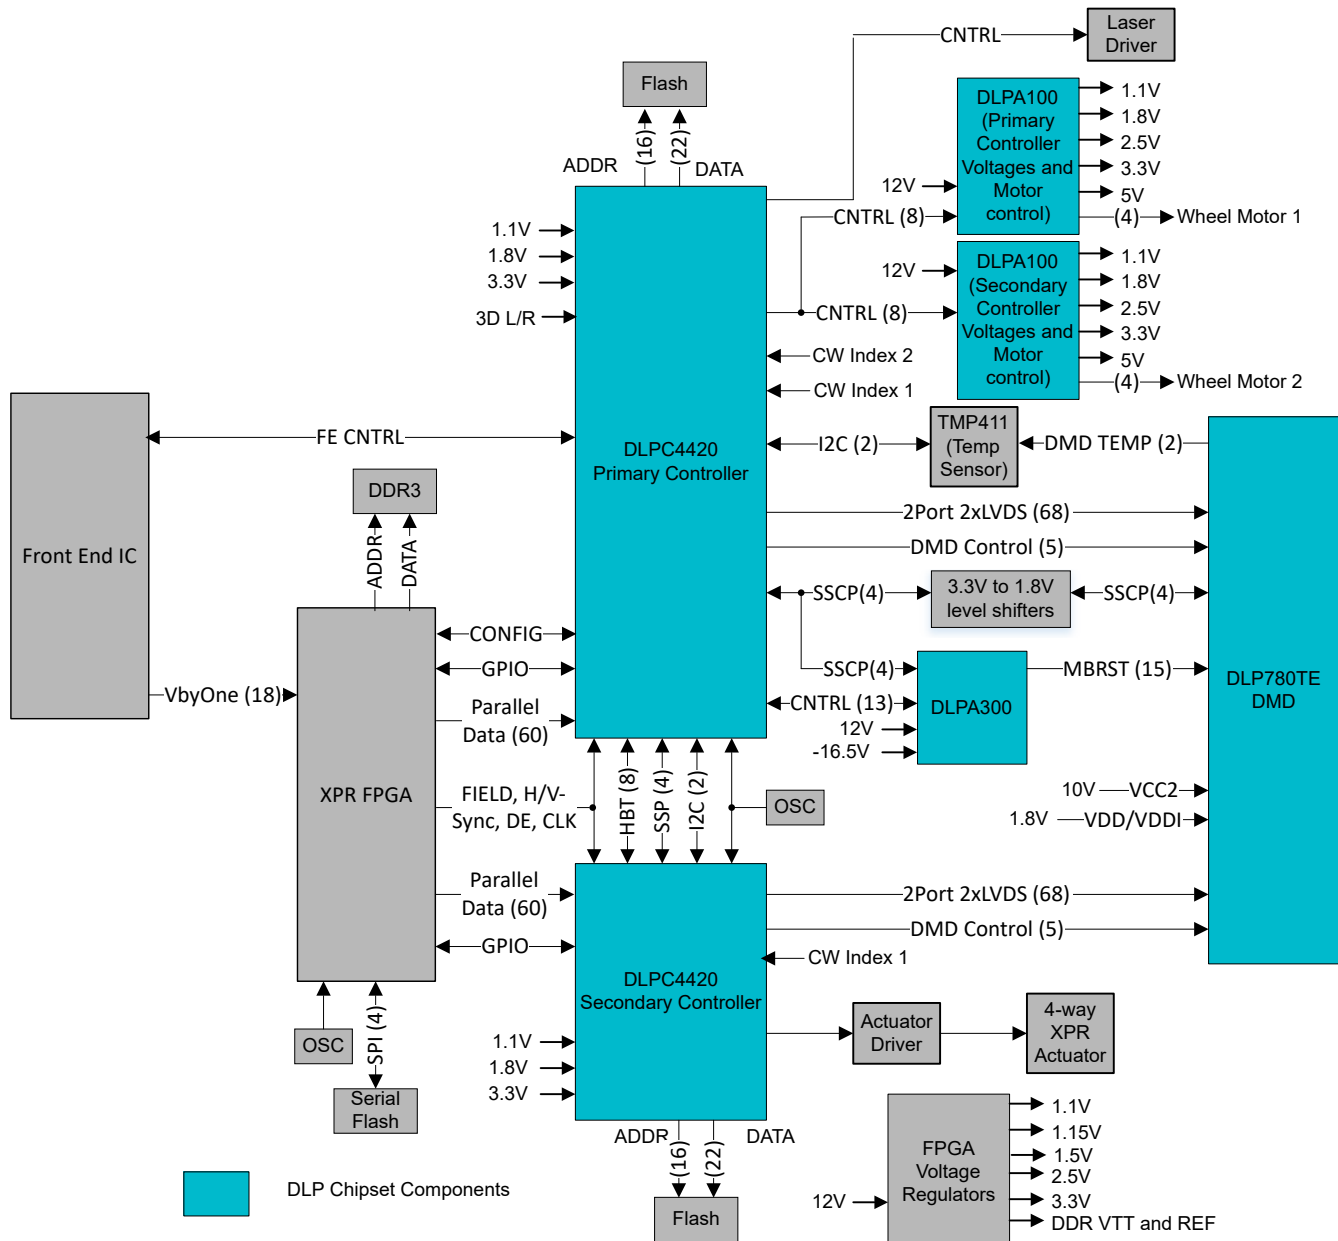 CNTRL
Laser
Driver
Flash
ADDR
(16)
(22)
DATA
DLPA100
(Primary
Controller
Voltages and
Motor
control)
12V
CNTRL (8)
1.1V
1.8V
2.5V
3.3V
5V
(4)
Wheel Motor 1
DLPA100
(Secondary
Controller
Voltages and
Motor
control)
12V
CNTRL (8)
1.1V
1.8V
2.5V
3.3V
5V
(4)
Wheel Motor 2
1.1V
1.8V
3.3V
3D L/R
CW Index 2
CW Index 1
DLPC4420
Primary Controller
Front End IC
FE CNTRL
I2C (2)
TMP411
(Temp
Sensor)
DMD TEMP (2)
DDR3
ADDR
DATA
2Port 2xLVDS (68)
DMD Control (5)
SSCP(4)
3.3V to 1.8V
level shifters
SSCP(4)
CONFIG
GPIO
SSCP(4)
DLPA300
MBRST (15)
DLP780TE
DMD
VbyOne (18)
Parallel
Data (60)
CNTRL (13)
12V
-16.5V
XPR FPGA
FIELD, H/V-
Sync, DE, CLK
HBT (8)
SSP (4)
I2C (2)
OSC
10V
VCC2
1.8V
VDD/VDDI
Parallel
Data (60)
GPIO
2Port 2xLVDS (68)
DMD Control (5)
CW Index 1
DLPC4420
Secondary Controller
OSC
SPI (4)
Serial
Flash
1.1V
1.8V
3.3V
Actuator
Driver
4-way
XPR
Actuator
ADDR
(16)
(22)
DATA
Flash
FPGA
Voltage
Regulators
12V
1.1V
1.15V
1.5V
2.5V
3.3V
DDR VTT and REF
DLP Chipset Components